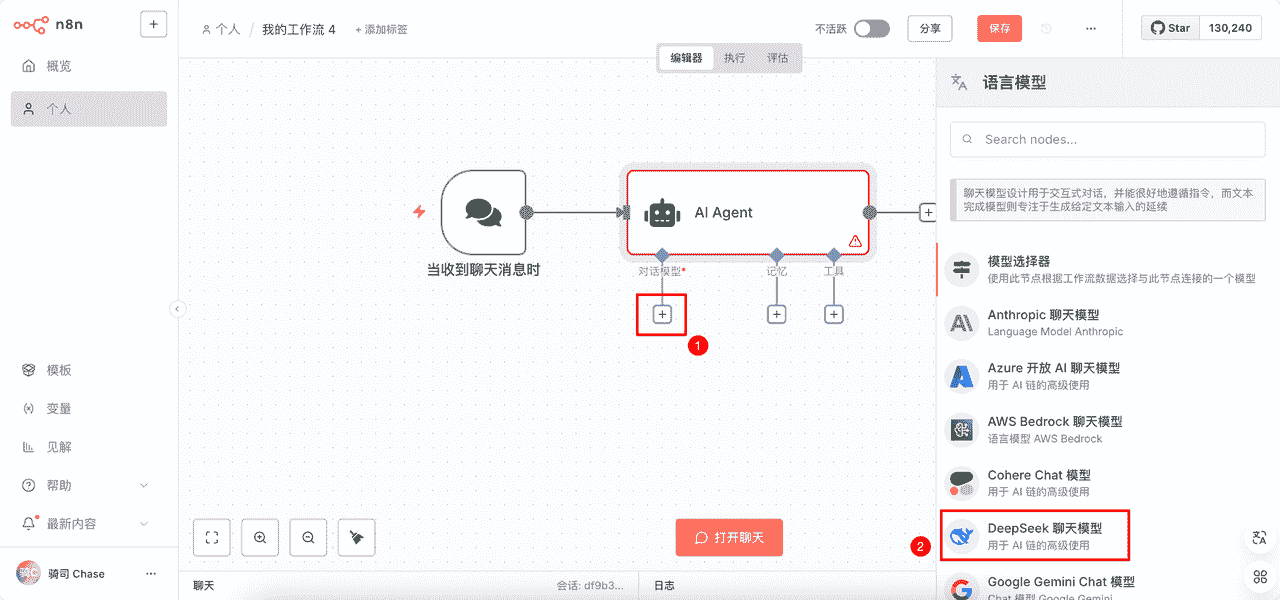 n8n
+
个人 / 我的工作流 4 + 添加标签
不活跃
分享
保存
...
Star 130,240
概览
个人
编辑器 执行 评估
语言模型
Search nodes...
聊天模型设计用于交互式对话，并能很好地遵循指令，而文本
完成模型则专注于生成给定文本输入的延续
AI Agent
当收到聊天消息时
对话模型*
记忆
工具
1
模型选择器
使用此节点根据工作流数据选择与此节点连接的一个模型
Anthropic 聊天模型
Language Model Anthropic
Azure 开放 AI 聊天模型
用于 AI 链的高级使用
AWS Bedrock 聊天模型
语言模型 AWS Bedrock
Cohere Chat 模型
用于 AI 链的高级使用
2
DeepSeek 聊天模型
用于 AI 链的高级使用
Google Gemini Chat 模型
Chat 模型 Google Gemini
模板
变量
见解
帮助
最新内容
骑司 Chase
...
打开聊天
聊天
会话: df9b3...
日志